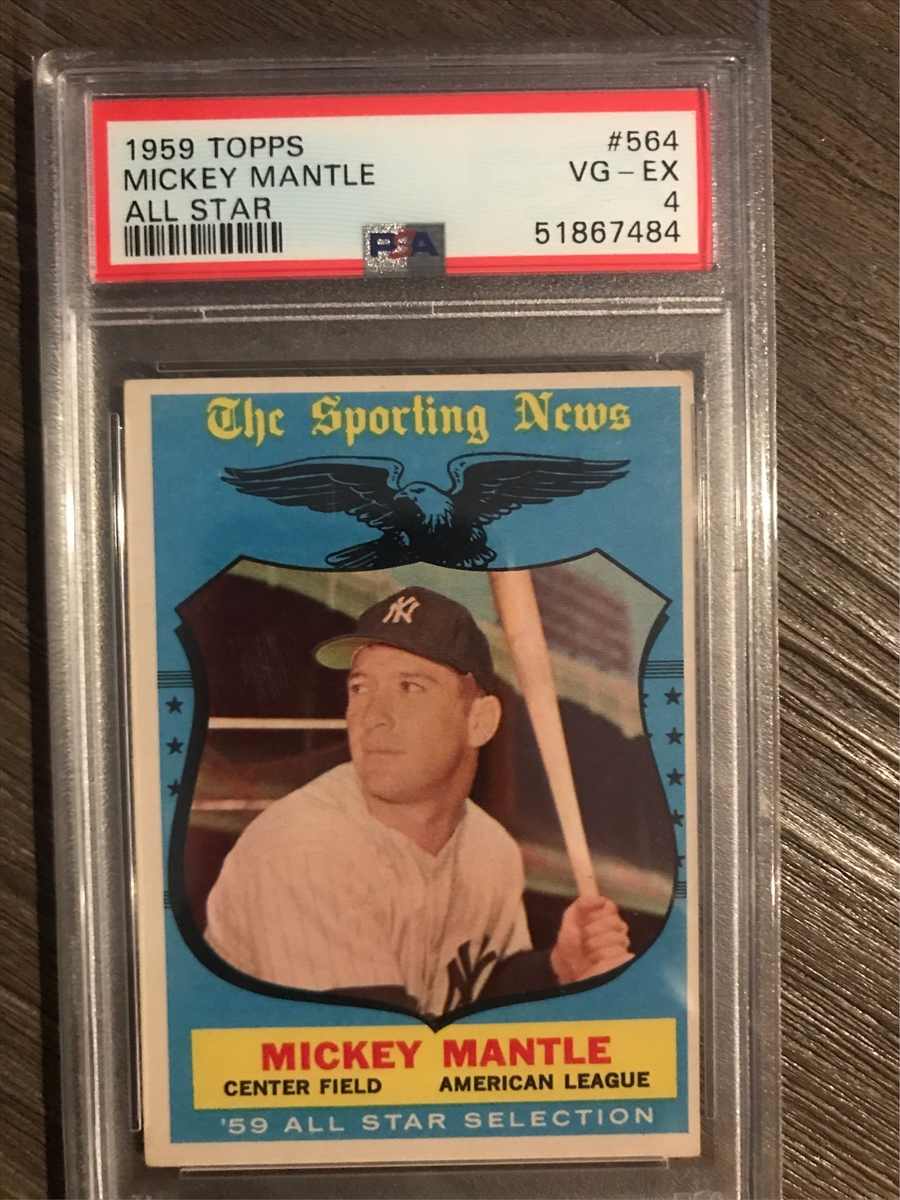 1959 TOPPS #564
MICKEY MANTLE VG-EX
ALL STAR 4
PSA 51867484
The Sporting News
NY
NY
MICKEY MANTLE
CENTER FIELD AMERICAN LEAGUE
'59 ALL STAR SELECTION